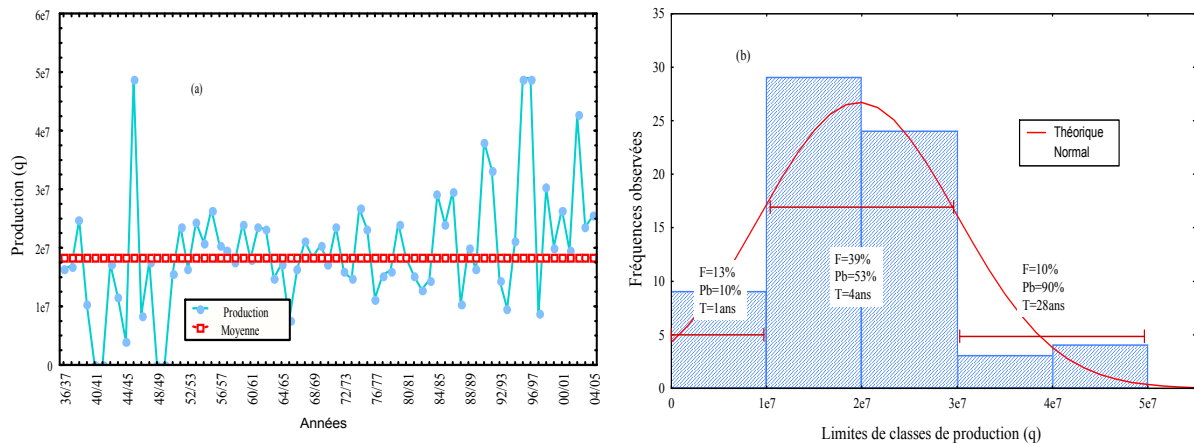 6e7
5e7
4e7
3e7
2e7
1e7
0
Production (q)
(a)
Production
Moyenne
36/37
40/41
44/45
48/49
52/53
56/57
60/61
64/65
68/69
72/73
76/77
80/81
84/85
88/89
92/93
96/97
00/01
04/05
Années
35
30
25
20
15
10
5
0
Fréquences observées
(b)
Théorique
Normal
F=13%
Pb=10%
T=1ans
F=39%
Pb=53%
T=4ans
F=10%
Pb=90%
T=28ans
0
1e7
2e7
3e7
4e7
5e7
Limites de classes de production (q)